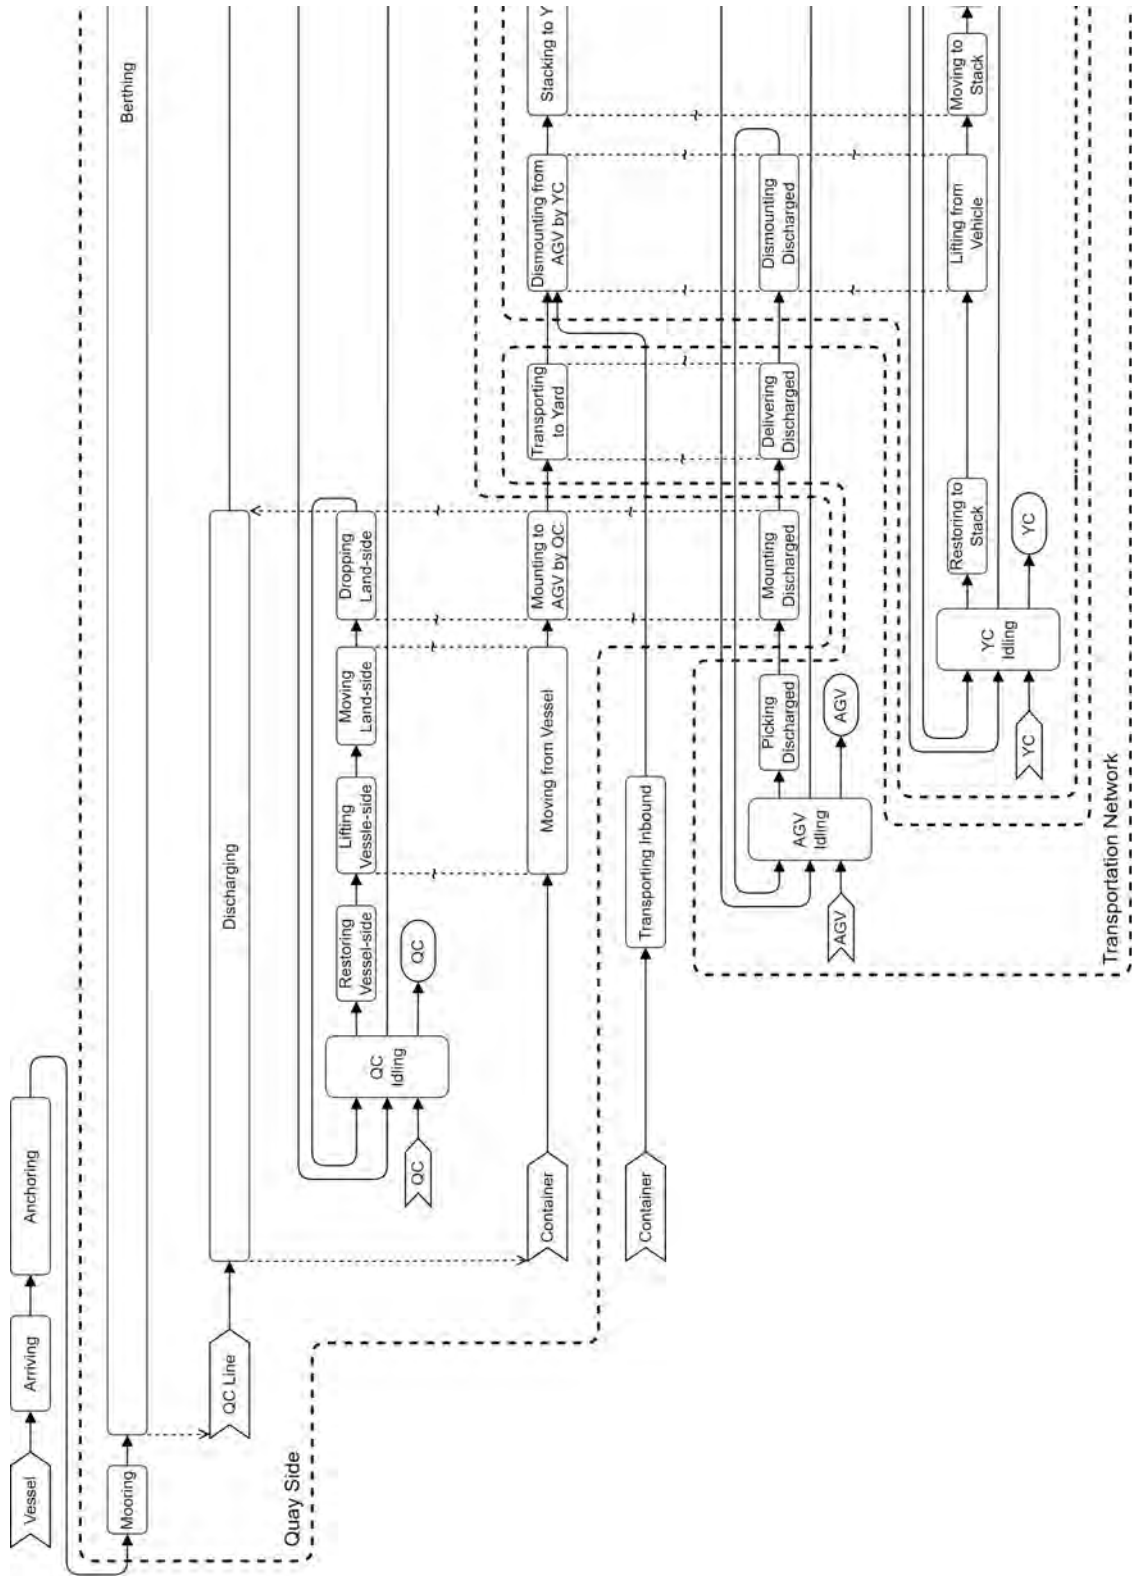 Vessel
Arriving
Anchoring
Mooring
Berthing
QC Line
Discharging
QC
QC
Idling
Restoring
Vessel-side
Lifting
Vessle-side
Moving
Land-side
Dropping
Land-side
QC
Quay Side
Container
Moving from Vessel
Mounting to
AGV by QC
Transporting
to Yard
Dismounting from
AGV by YC
Stacking to Y
Container
Transporting Inbound
AGV
AGV
Idling
Picking
Discharged
Mounting
Discharged
Delivering
Discharged
Dismounting
Discharged
AGV
YC
YC
Idling
Restoring to
Stack
Lifting from
Vehicle
Moving to
Stack
YC
Transportation Network